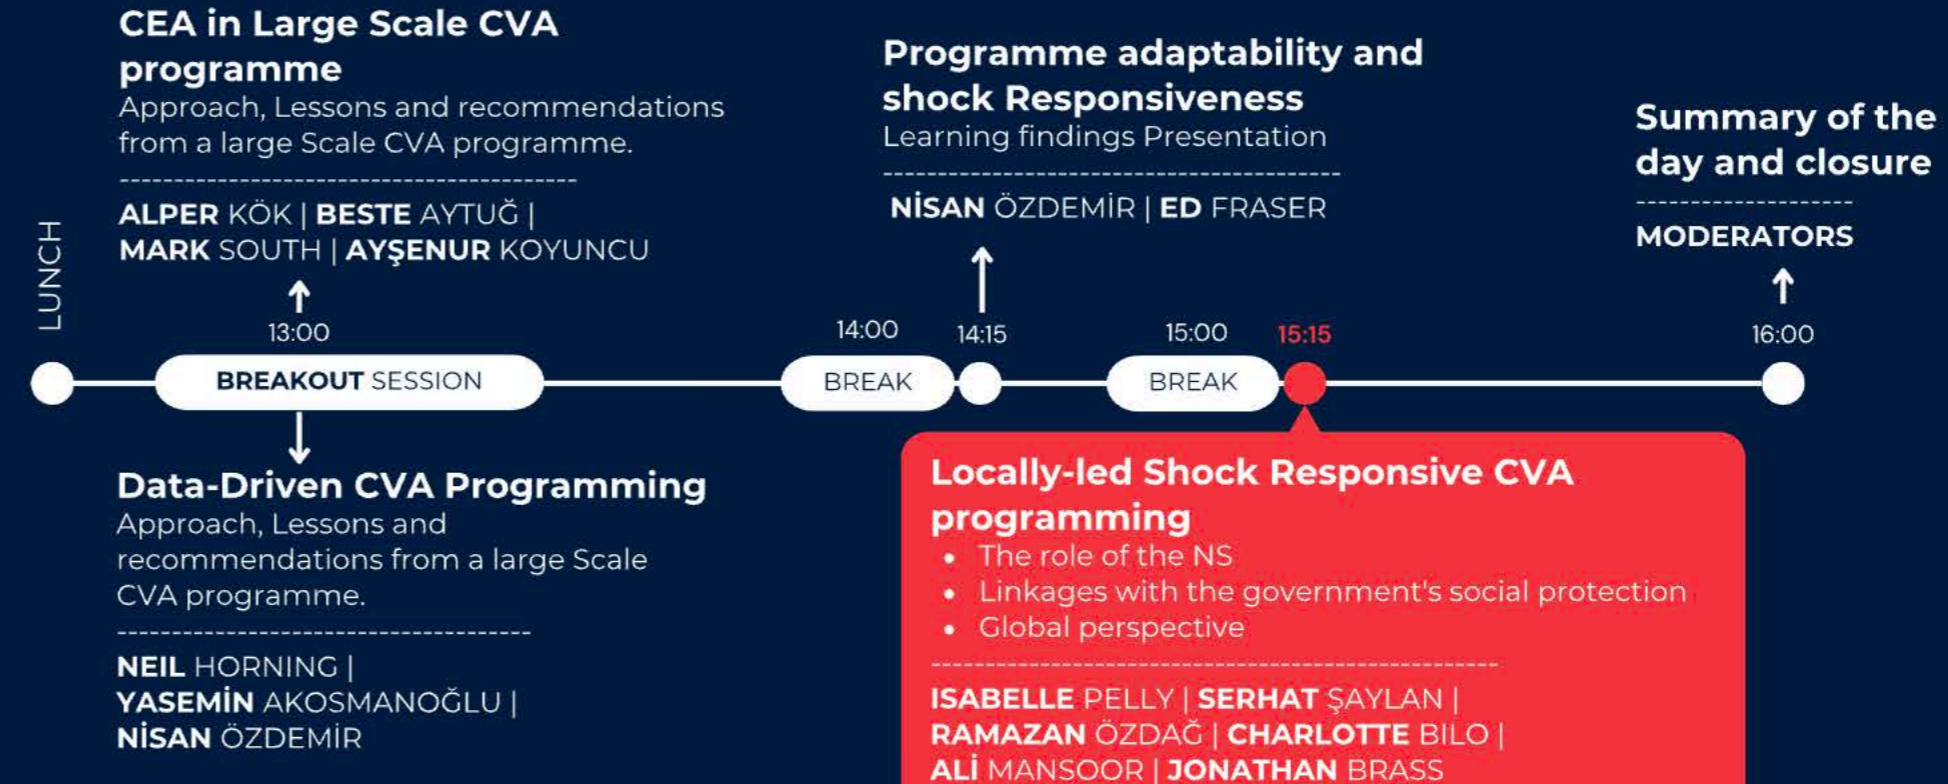 LUNCH
CEA in Large Scale CVA
programme
Approach, Lessons and recommendations
from a large Scale CVA programme.
------------------------------------------
ALPER KÖK | BESTE AYTUĞ |
MARK SOUTH | AYŞENUR KOYUNCU
13:00
BREAKOUT SESSION
Data-Driven CVA Programming
Approach, Lessons and
recommendations from a large Scale
CVA programme.
--------------------------------------
NEIL HORNING |
YASEMİN AKOSMANOĞLU |
NİSAN ÖZDEMİR
14:00
BREAK
Programme adaptability and
shock Responsiveness
Learning findings Presentation
------------------------------------------
NİSAN ÖZDEMİR | ED FRASER
14:15
15:00
BREAK
15:15
Locally-led Shock Responsive CVA
programming
• The role of the NS
• Linkages with the government's social protection
• Global perspective
----------------------------------------------------
ISABELLE PELLY | SERHAT ŞAYLAN |
RAMAZAN ÖZDAĞ | CHARLOTTE BILO |
ALİ MANSOOR | JONATHAN BRASS
Summary of the
day and closure
--------------------
MODERATORS
16:00